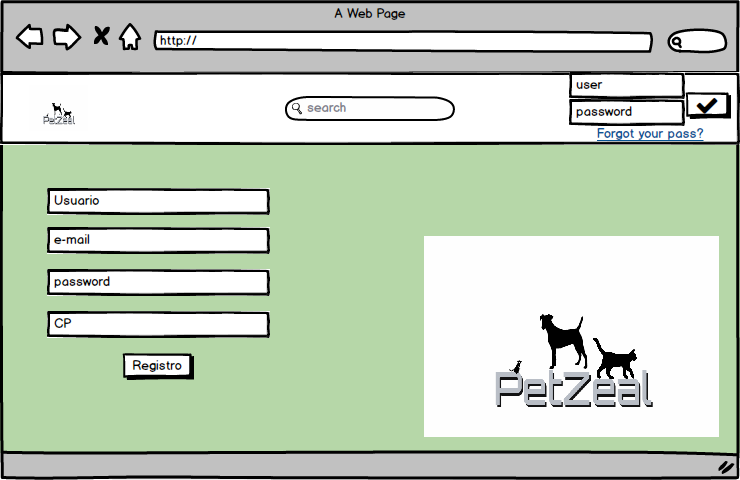 A Web Page
http://
user
search
password
PetZeal
Forgot your pass?
Usuario
e-mail
password
CP
Registro
PetZeal